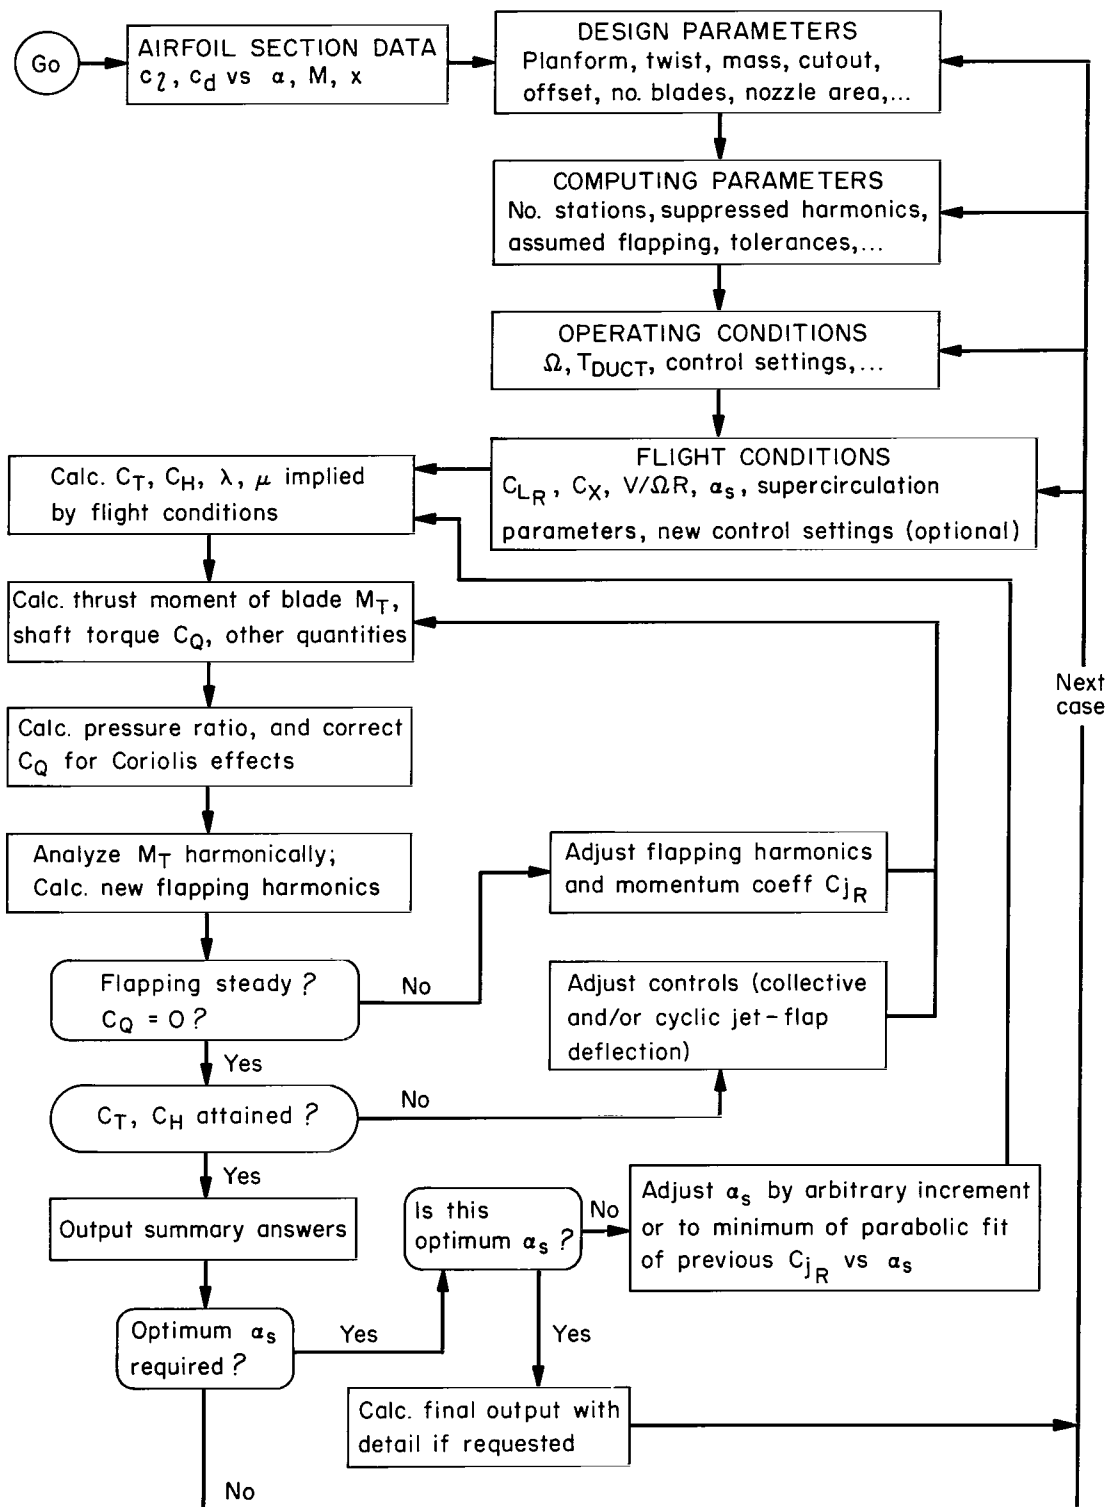 Go
AIRFOIL SECTION DATA
cl, cd vs α, M, x
DESIGN PARAMETERS
Planform, twist, mass, cutout,
offset, no. blades, nozzle area,...
COMPUTING PARAMETERS
No. stations, suppressed harmonics,
assumed flapping, tolerances,...
OPERATING CONDITIONS
Ω, TDUCT, control settings,...
FLIGHT CONDITIONS
CLR, CX, V/ΩR, αs, supercirculation
parameters, new control settings (optional)
Calc. CT, CH, λ, μ implied
by flight conditions
Calc. thrust moment of blade MT,
shaft torque CQ, other quantities
Next
case
Calc. pressure ratio, and correct
CQ for Coriolis effects
Analyze MT harmonically;
Calc. new flapping harmonics
Adjust flapping harmonics
and momentum coeff CjR
Flapping steady?
CQ = 0?
No
Adjust controls (collective
and/or cyclic jet-flap
deflection)
Yes
CT, CH attained?
No
Yes
Output summary answers
Is this
optimum αs?
No
Adjust αs by arbitrary increment
or to minimum of parabolic fit
of previous CjR vs αs
Optimum αs
required?
Yes
Yes
Calc. final output with
detail if requested
No